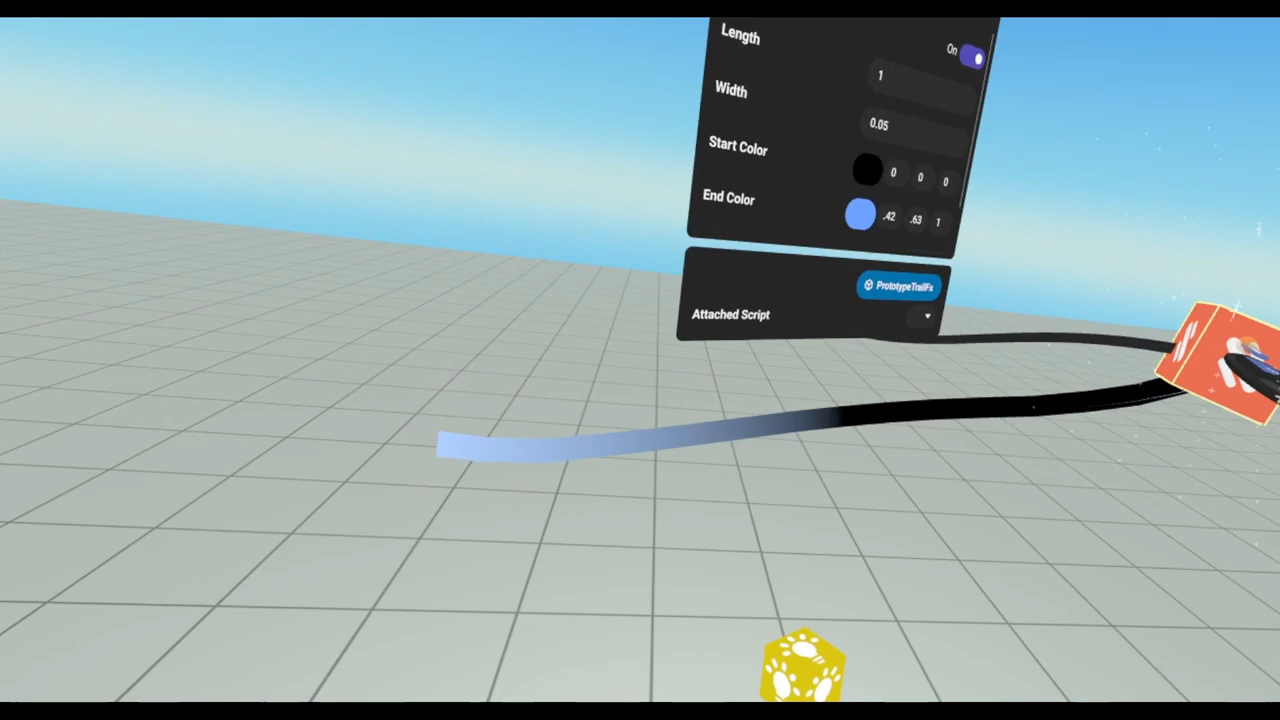 On
Length
1
Width
0.05
Start Color
0 0 0
End Color
.42 .63 1
PrototypeTrailFx
Attached Script